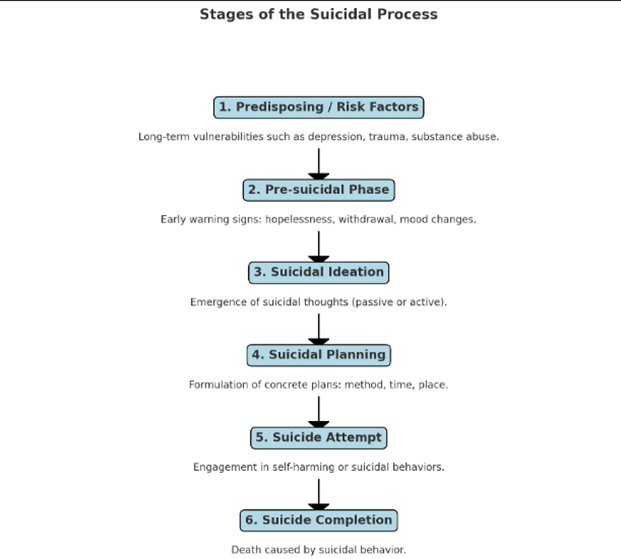 Stages of the Suicidal Process
1. Predisposing / Risk Factors
Long-term vulnerabilities such as depression, trauma, substance abuse.
2. Pre-suicidal Phase
Early warning signs: hopelessness, withdrawal, mood changes.
3. Suicidal Ideation
Emergence of suicidal thoughts (passive or active).
4. Suicidal Planning
Formulation of concrete plans: method, time, place.
5. Suicide Attempt
Engagement in self-harming or suicidal behaviors.
6. Suicide Completion
Death caused by suicidal behavior.